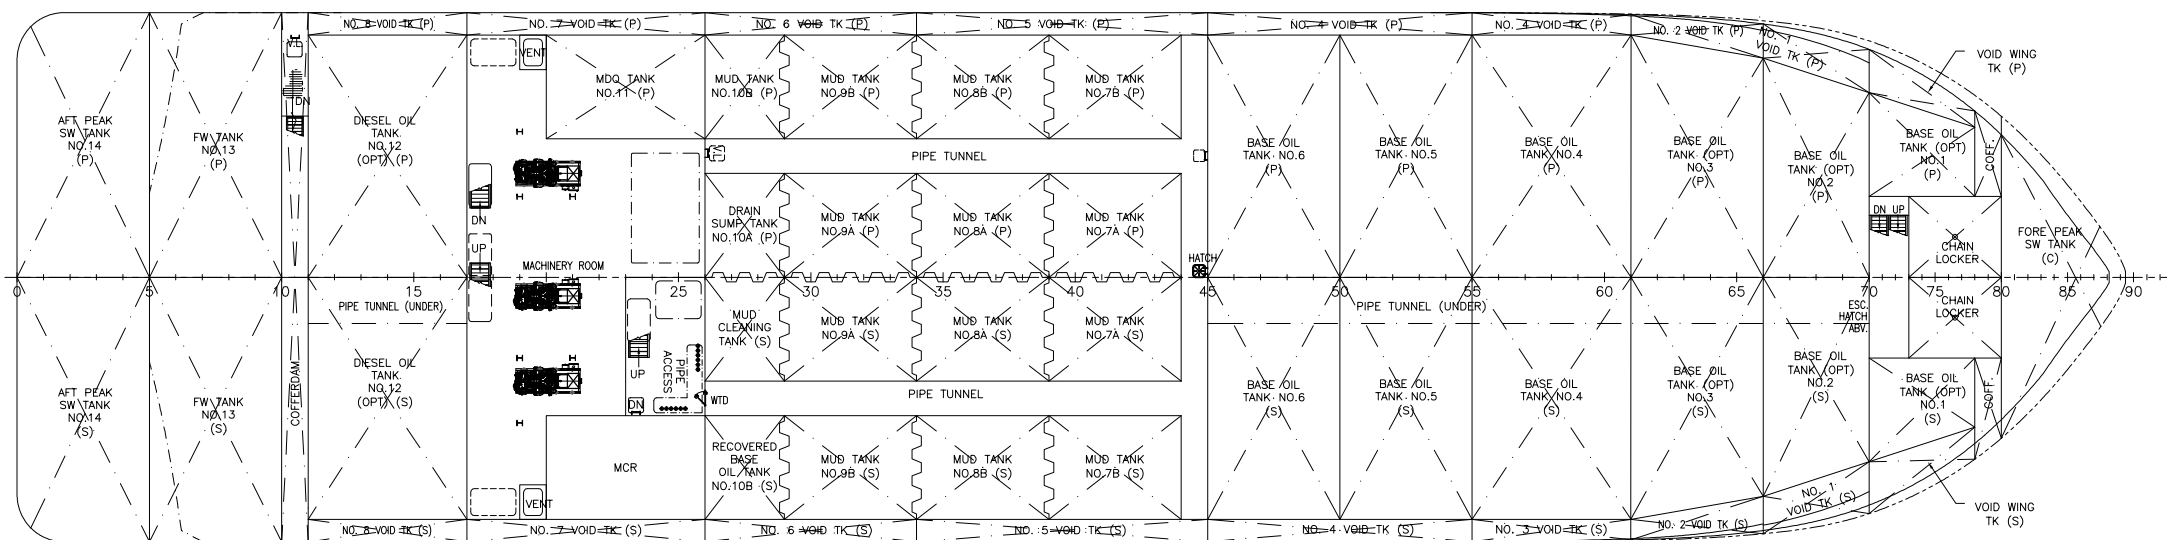 NO. 8 VOID TK (P)
NO. 7 VOID TK (P)
NO. 6 VOID TK (P)
NO. 5 VOID TK (P)
NO. 4 VOID TK (P)
NO. 4 VOID TK (P)
NO. 2 VOID TK (P)
NO. 1
VOID TK (P)
VOID WING
TK (P)
V.L
DN
VENT
AFT PEAK
SW TANK
NO.14
(P)
FW TANK
NO.13
(P)
DIESEL OIL
TANK
NO.12
(OPT) (P)
MDO TANK
NO.11 (P)
MUD TANK
NO.10B (P)
MUD TANK
NO.9B (P)
MUD TANK
NO.8B (P)
MUD TANK
NO.7B (P)
PIPE TUNNEL
BASE OIL
TANK NO.6
(P)
BASE OIL
TANK NO.5
(P)
BASE OIL
TANK NO.4
(P)
BASE OIL
TANK (OPT)
NO.3
(P)
BASE OIL
TANK (OPT)
NO.2
(P)
BASE OIL
TANK (OPT)
NO.1
(P)
COFF.
DN
UP
DRAIN
SUMP TANK
NO.10A (P)
MUD TANK
NO.9A (P)
MUD TANK
NO.8A (P)
MUD TANK
NO.7A (P)
HATCH
DN UP
CHAIN
LOCKER
FORE PEAK
SW TANK
(C)
MACHINERY ROOM
0 5 10 25 30 35 40 45 50 55 60 65 70 75 80 85 90
PIPE TUNNEL (UNDER)
PIPE TUNNEL (UNDER)
ESC.
HATCH
ABV.
CHAIN
LOCKER
MUD
CLEANING
TANK (S)
MUD TANK
NO.9A (S)
MUD TANK
NO.8A (S)
MUD TANK
NO.7A (S)
PIPE
ACCESS
UP
DN
WTD
PIPE TUNNEL
COFFERDAM
AFT PEAK
SW TANK
NO.14
(S)
FW TANK
NO.13
(S)
DIESEL OIL
TANK
NO.12
(OPT) (S)
BASE OIL
TANK NO.6
(S)
BASE OIL
TANK NO.5
(S)
BASE OIL
TANK NO.4
(S)
BASE OIL
TANK (OPT)
NO.3
(S)
BASE OIL
TANK (OPT)
NO.2
(S)
BASE OIL
TANK (OPT)
NO.1
(S)
COFF.
MCR
VENT
RECOVERED
BASE
OIL TANK
NO.10B (S)
MUD TANK
NO.9B (S)
MUD TANK
NO.8B (S)
MUD TANK
NO.7B (S)
NO. 8 VOID TK (S)
NO. 7 VOID TK (S)
NO. 6 VOID TK (S)
NO. 5 VOID TK (S)
NO. 4 VOID TK (S)
NO. 3 VOID TK (S)
NO. 2 VOID TK (S)
NO. 1
VOID TK (S)
VOID WING
TK (S)